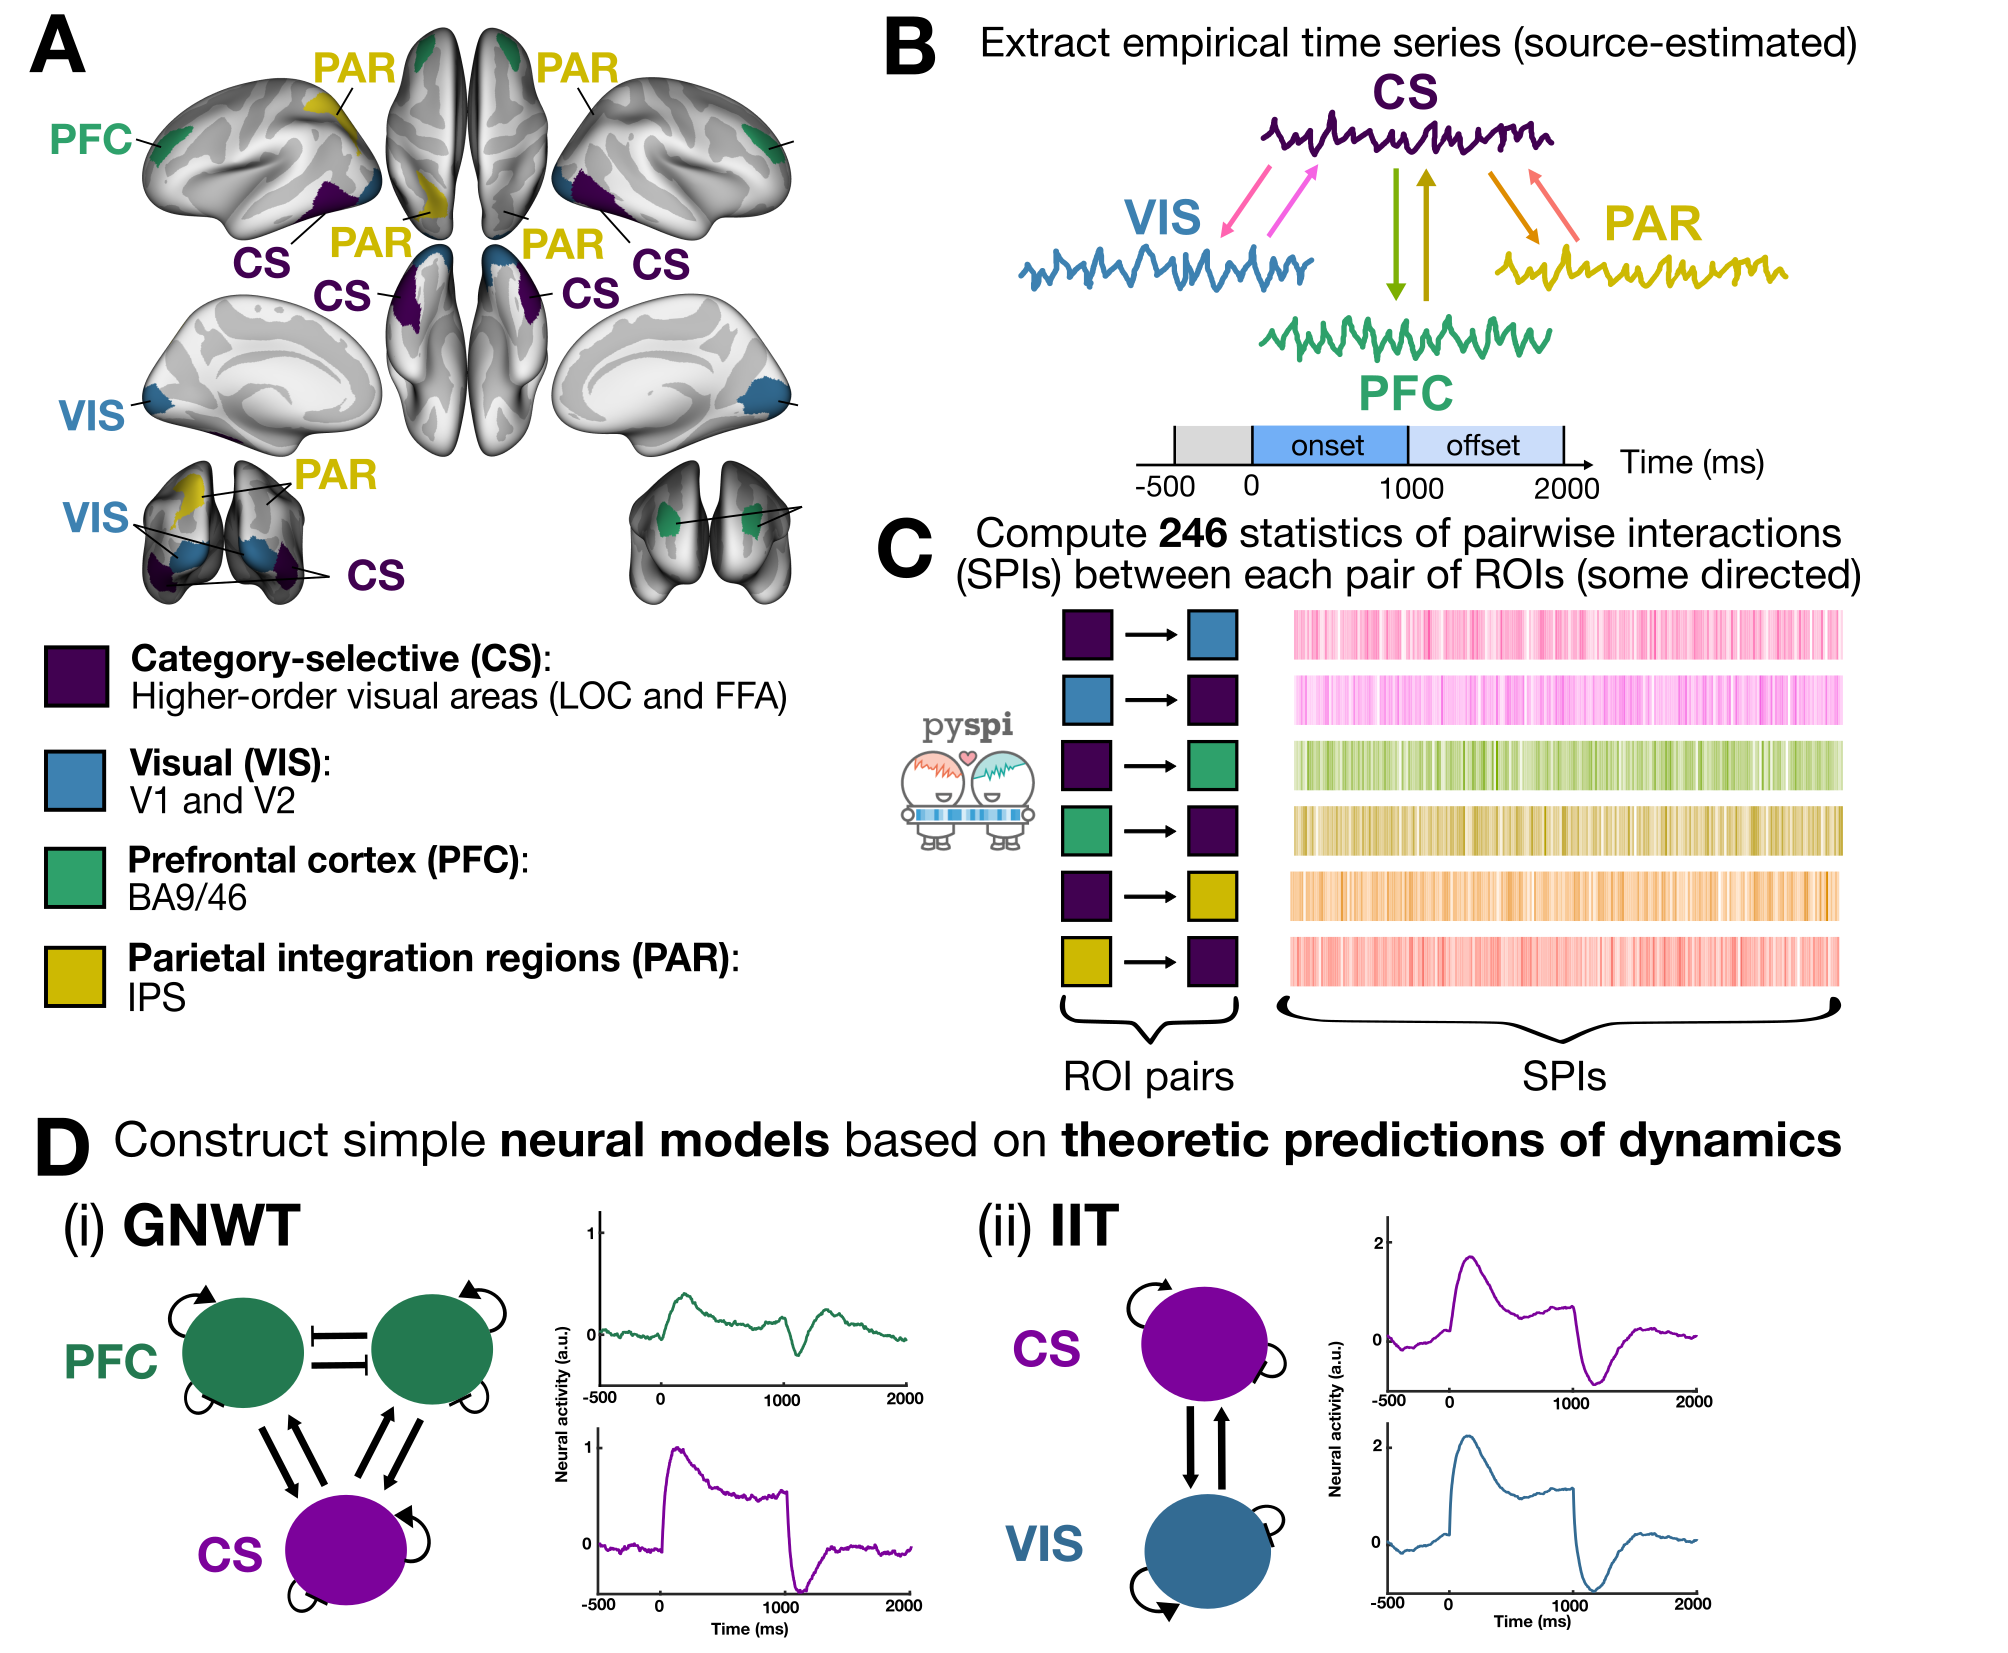 A
PAR
PAR
PFC
PAR
PAR
CS
CS
CS
CS
VIS
PAR
VIS
CS
Category-selective (CS):
Higher-order visual areas (LOC and FFA)
Visual (VIS):
V1 and V2
Prefrontal cortex (PFC):
BA9/46
Parietal integration regions (PAR):
IPS
B
Extract empirical time series (source-estimated)
CS
VIS
PAR
PFC
onset
offset
Time (ms)
-500
0
1000
2000
C
Compute 246 statistics of pairwise interactions
(SPIs) between each pair of ROIs (some directed)
pyspi
ROI pairs
SPIs
D
Construct simple neural models based on theoretic predictions of dynamics
(i) GNWT
PFC
CS
Neural activity (a.u.)
1
0
-500
0
1000
2000
1
0
-500
0
1000
2000
Time (ms)
(ii) IIT
CS
VIS
Neural activity (a.u.)
2
0
-500
0
1000
2000
2
0
-500
0
1000
2000
Time (ms)